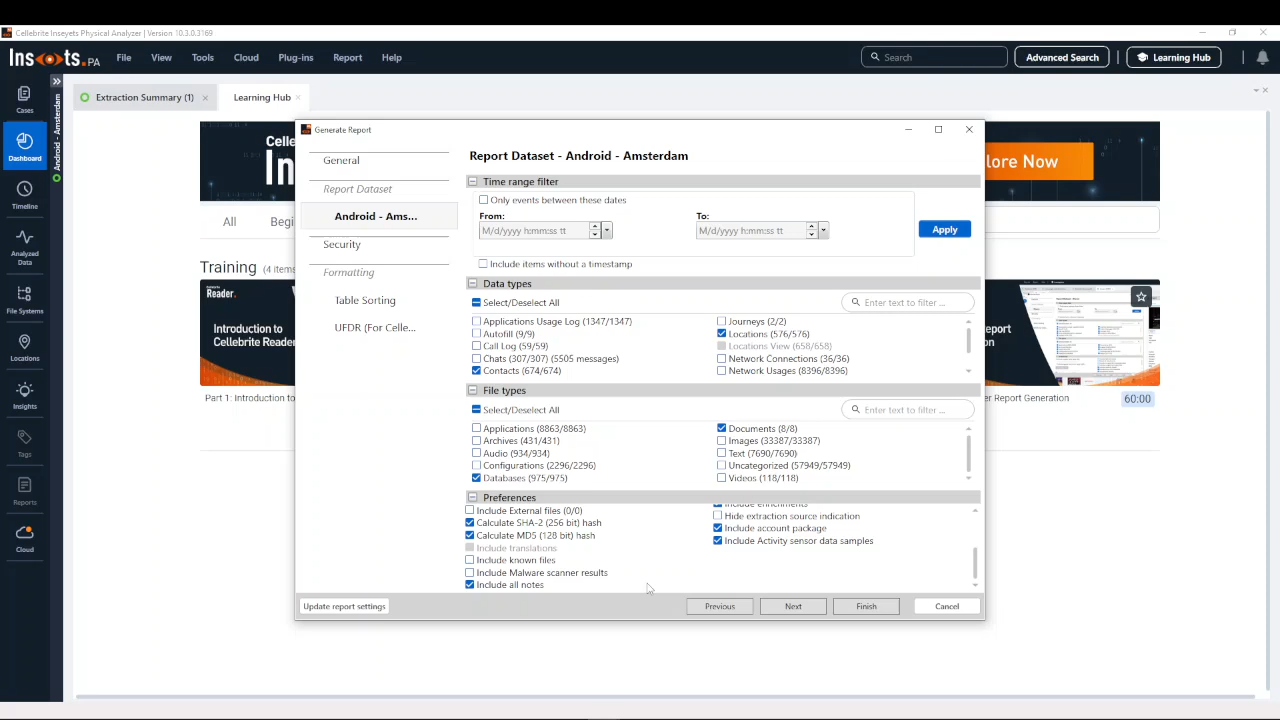 Cellebrite Inseyets Physical Analyzer | Version 10.3.0.3169
Ins ts.PA File View Tools Cloud Plug-ins Report Help Search Advanced Search Learning Hub
Cases
Dashboard
Timeline
Analyzed
Data
File Systems
Locations
Insights
Tags
Reports
Cloud
Android - Amsterdam
Extraction Summary (1) Learning Hub
Celle
In
lore Now
All Begi
Training (4 items
Reader.
Introduction to
Cellebrite Reader
Report
on
Part 1: Introduction to
er Report Generation 60:00
Generate Report
General
Report Dataset
Android - Ams...
Security
Formatting
Table Sorting
Report Dataset - Android - Amsterdam
Time range filter
Only events between these dates
From: To:
M/d/yyyy h:mm:ss tt M/d/yyyy h:mm:ss tt Apply
Include items without a timestamp
Data types
Select/Deselect All Enter text to filter ...
Applications Usage Log (1347/1347) Journeys (2/2)
Autofill (9/9) Locations
Call Log (59/59) Locations View (658/658)
Chats (307/307) (5505 messages) Network Connections
Contacts (674/674) Network Usages
File types
Select/Deselect All Enter text to filter ...
Applications (8863/8863) Documents (8/8)
Archives (431/431) Images (33387/33387)
Audio (934/934) Text (7690/7690)
Configurations (2296/2296) Uncategorized (57949/57949)
Databases (975/975) Videos (118/118)
Preferences
Include enrichments
Include External files (0/0) Hide extraction source indication
Calculate SHA-2 (256 bit) hash Include account package
Calculate MD5 (128 bit) hash Include Activity sensor data samples
Include translations
Include known files
Include Malware scanner results
Include all notes
Update report settings Previous Next Finish Cancel